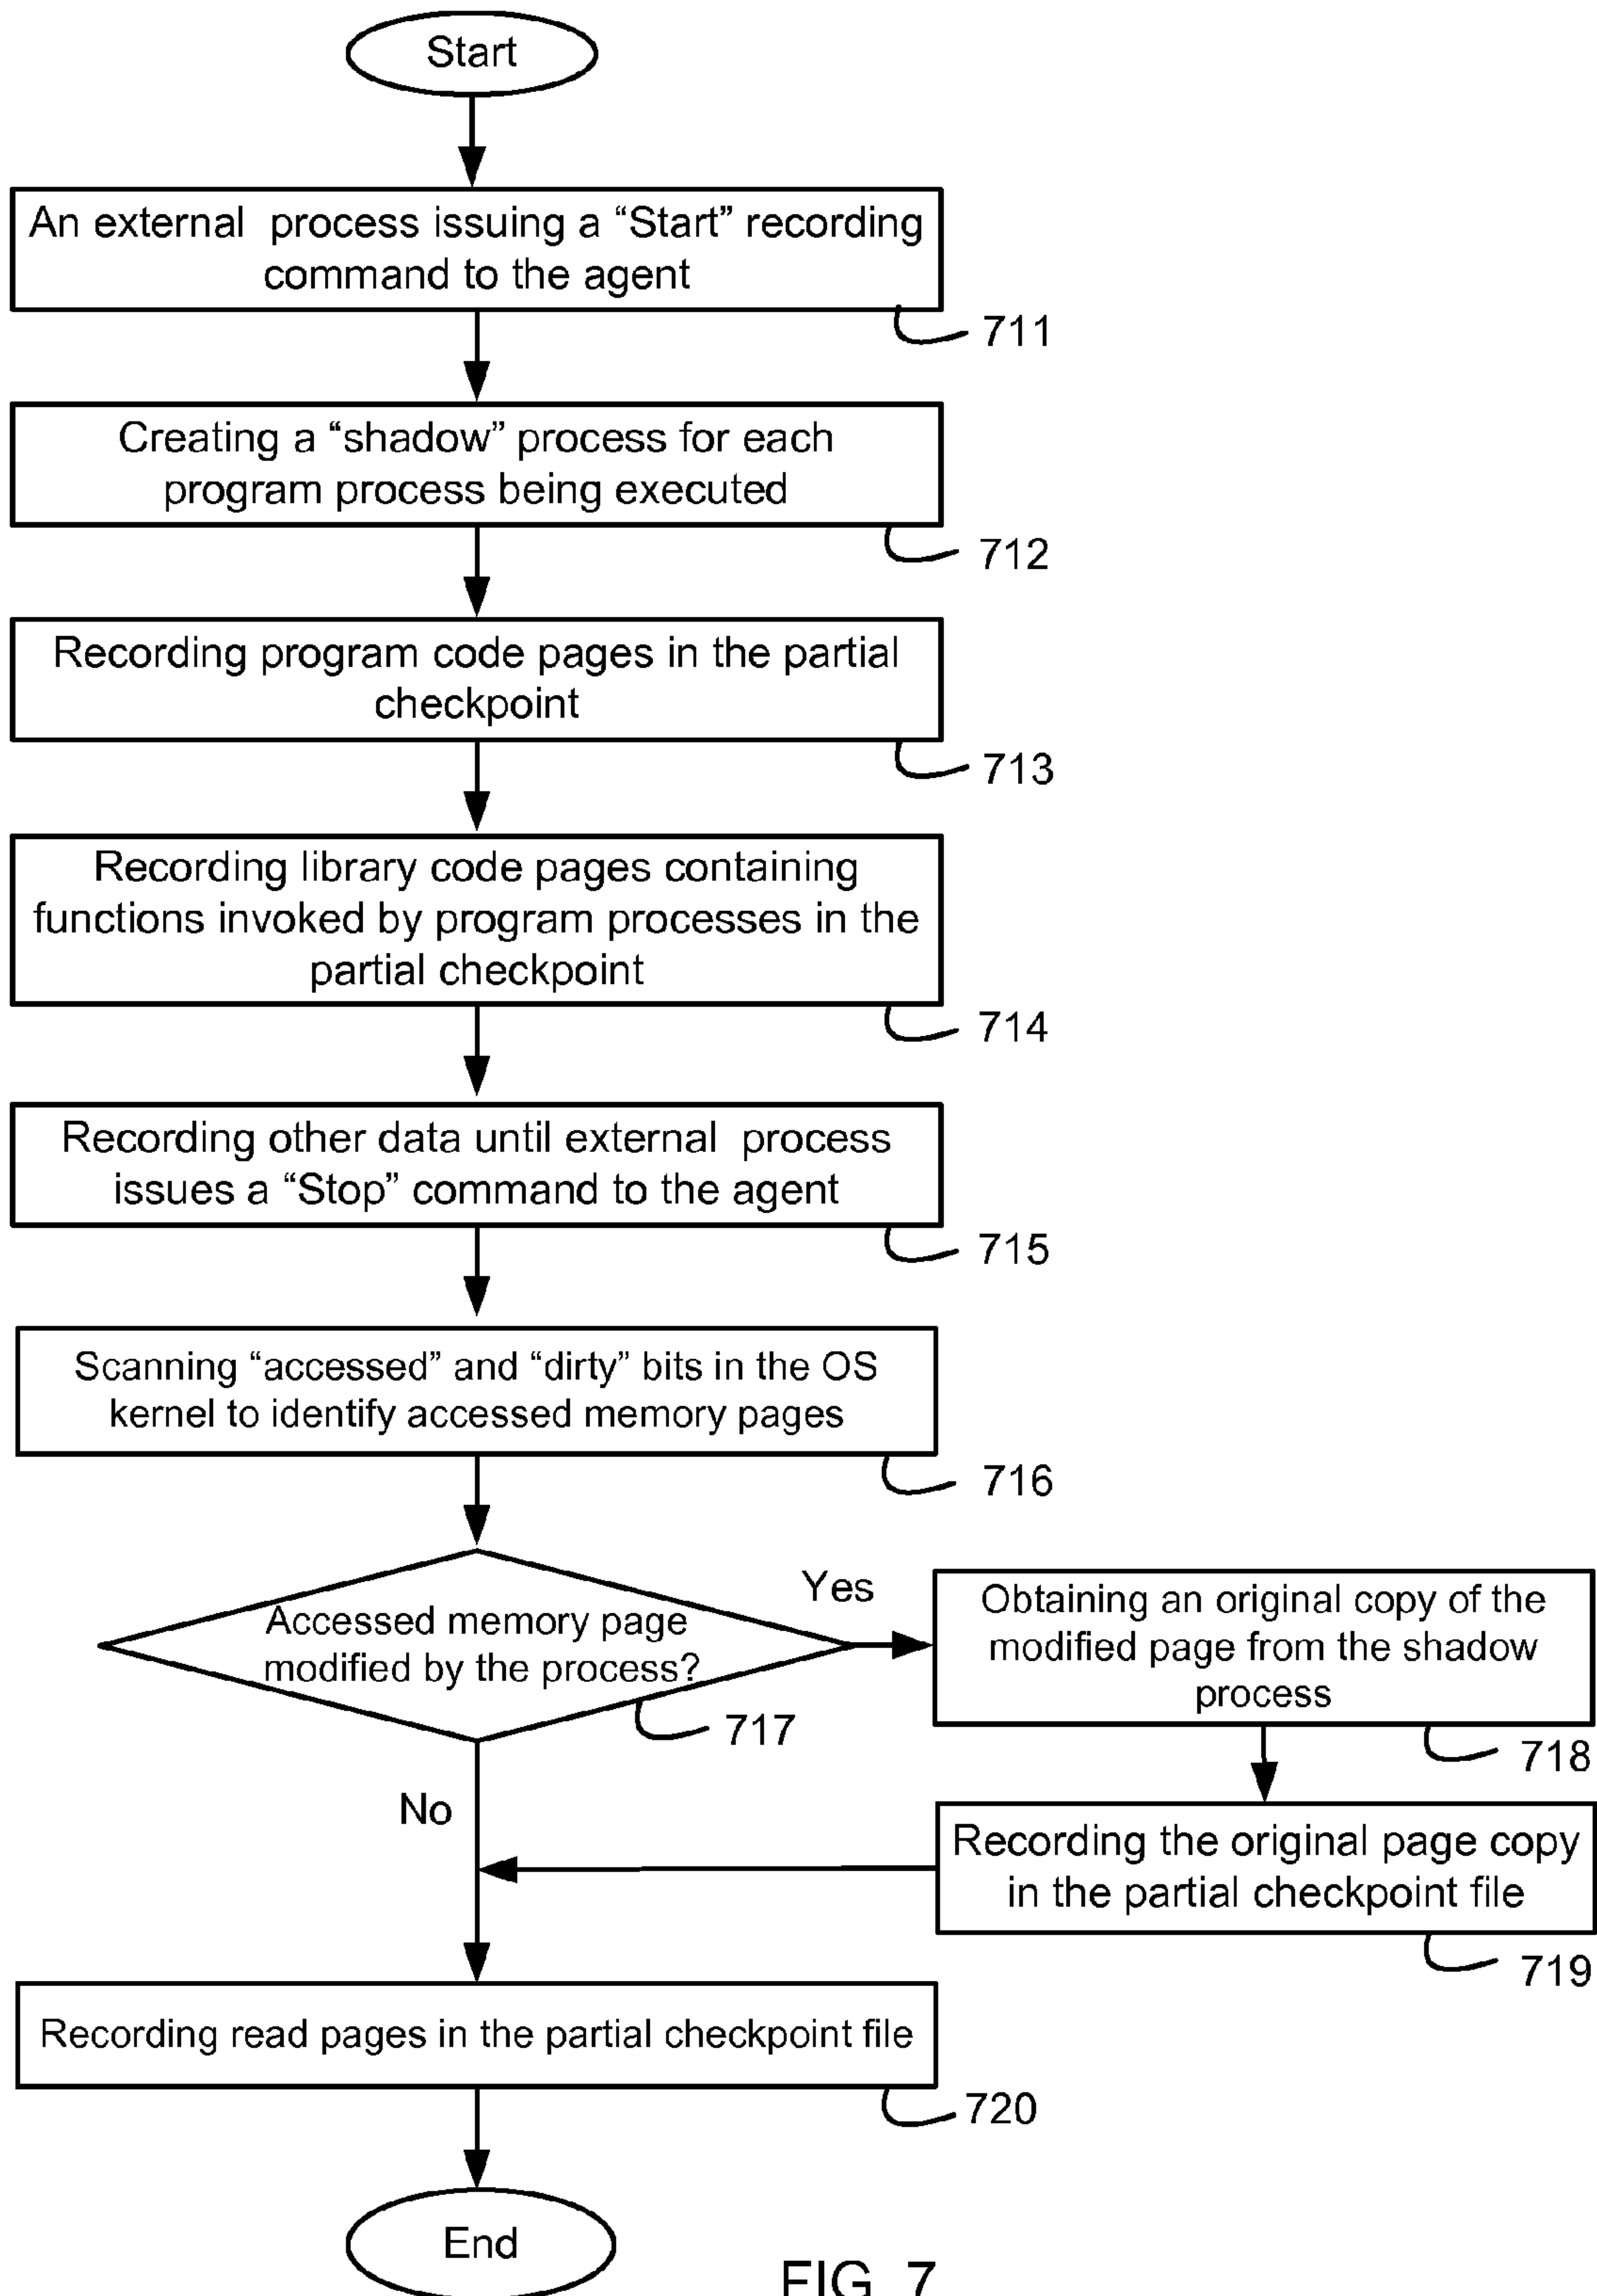 Start
An external process issuing a “Start” recording
command to the agent
711
Creating a “shadow” process for each
program process being executed
712
Recording program code pages in the partial
checkpoint
713
Recording library code pages containing
functions invoked by program processes in the
partial checkpoint
714
Recording other data until external process
issues a “Stop” command to the agent
715
Scanning “accessed” and “dirty” bits in the OS
kernel to identify accessed memory pages
716
Accessed memory page
modified by the process?
717
Yes
Obtaining an original copy of the
modified page from the shadow
process
718
No
Recording the original page copy
in the partial checkpoint file
719
Recording read pages in the partial checkpoint file
720
End
FIG. 7